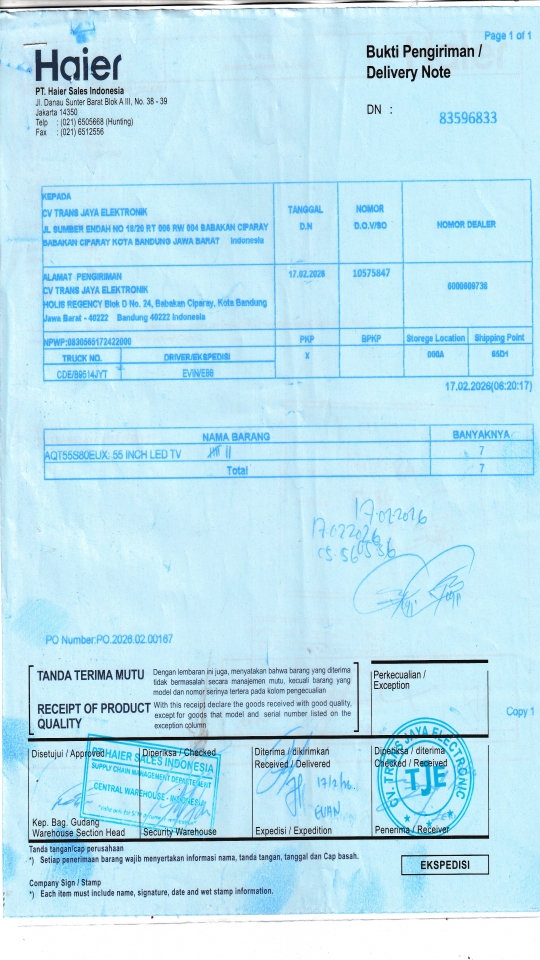 Page 1 of 1
Haier
Bukti Pengiriman /
Delivery Note
PT. Haier Sales Indonesia
Jl. Danau Sunter Barat Blok A III, No. 38 - 39
Jakarta 14350
Telp : (021) 6505668 (Hunting)
Fax : (021) 6512556
DN : 83596833
KEPADA
CV TRANS JAYA ELEKTRONIK
JL SUMBER ENDAH NO 18/20 RT 006 RW 004 BABAKAN CIPARAY
BABAKAN CIPARAY KOTA BANDUNG JAWA BARAT Indonesia
TANGGAL
D.N
NOMOR
D.O.V/SO
NOMOR DEALER
ALAMAT PENGIRIMAN
CV TRANS JAYA ELEKTRONIK
HOLIS REGENCY Blok D No. 24, Babakan Ciparay, Kota Bandung
Jawa Barat - 40222 Bandung 40222 Indonesia
17.02.2026
10575847
NPWP:0830565172422000
PKP
BPKP
Storege Location
Shipping Point
TRUCK NO.
DRIVER/EKSPEDISI
X
65D1
CDE/B9514JYT
17.02.2026(06:20:17)
NAMA BARANG
BANYAKNYA
AQT55S80EUX: 55 INCH LED TV
7
Total
7
17.02.2026
17.022026
PO Number:PO.2026.02.00167
TANDA TERIMA MUTU
Dengan lembaran ini juga, menyatakan bahwa barang yang diterima
tidak bermasalah secara manajemen mutu, kecuali barang yang
model dan nomor serinya tertera pada kolom pengecualian
RECEIPT OF PRODUCT
QUALITY
With this receipt declare the goods received with good quality,
except for goods that model and serial number listed on the
exception column
Perkecualian /
Exception
Copy 1
Disetujui / Approved
Diperiksa / Checked
Diterima / dikirimkan
Received / Delivered
Diperiksa / diterima
Checked / Received
HAIER SALES INDONESIA
SUPPLY CHAIN MANAGEMENT DEPARTEMENT
CENTRAL WAREHOUSE - INDONESIA
CV. TRANS JAYA ELECTRONIC
TJE
17/2/26.
EVAN
Kep. Bag. Gudang
Warehouse Section Head
Security Warehouse
Expedisi / Expedition
Penerima / Receiver
Tanda tangan/cap perusahaan
*) Setiap penerimaan barang wajib menyertakan informasi nama, tanda tangan, tanggal dan Cap basah.
EKSPEDISI
Company Sign / Stamp
*) Each item must include name, signature, date and wet stamp information.